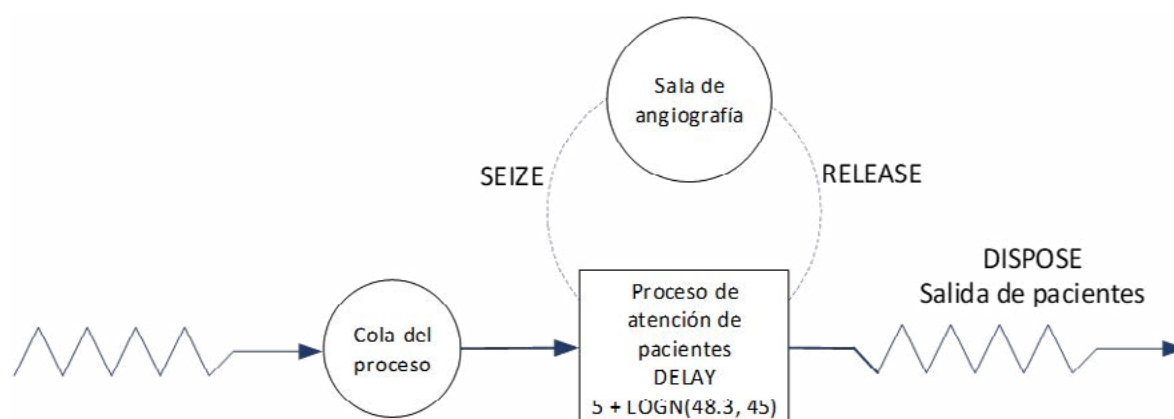 Sala de
angiografía
SEIZE
RELEASE
DISPOSE
Salida de pacientes
Cola del
proceso
Proceso de
atención de
pacientes
DELAY
5 + LOGN(48.3, 45)